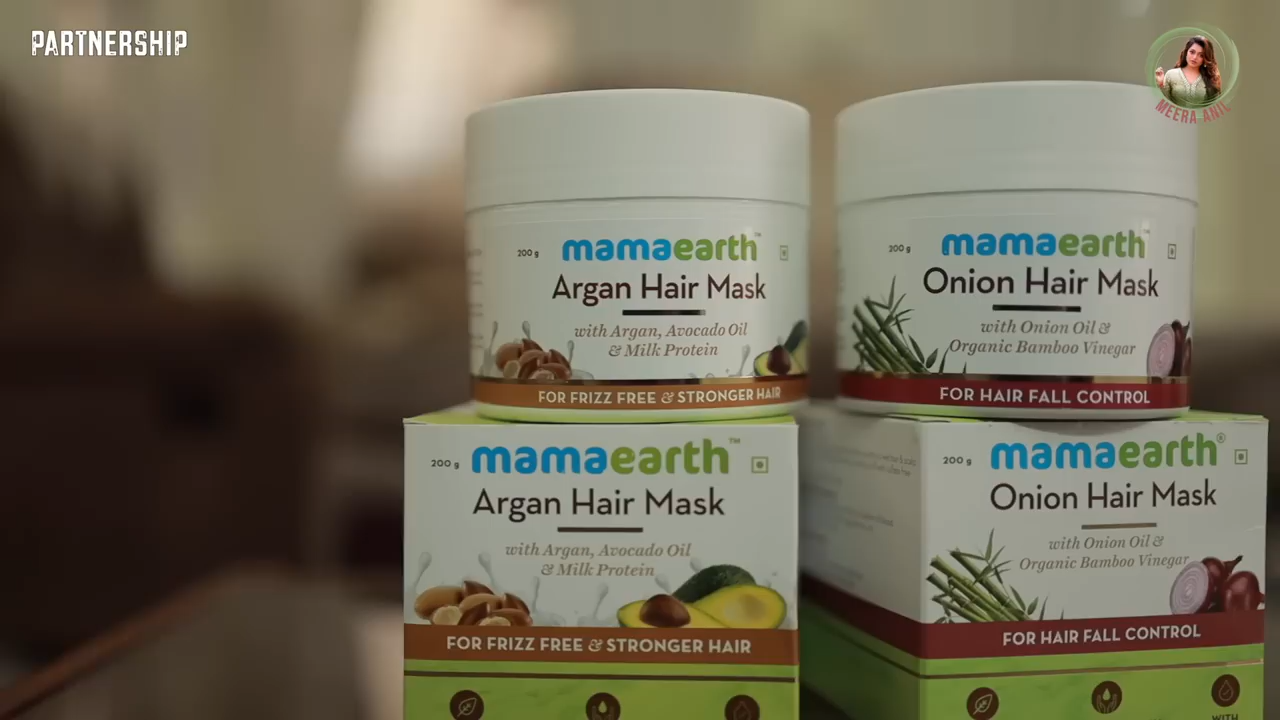 PARTNERSHIP
MEERA ANIL
200 g
mamaearth™
Argan Hair Mask
with Argan, Avocado Oil
& Milk Protein
FOR FRIZZ FREE & STRONGER HAIR
200 g
mamaearth
Onion Hair Mask
with Onion Oil &
Organic Bamboo Vinegar
FOR HAIR FALL CONTROL
200 g
mamaearth™
Argan Hair Mask
with Argan, Avocado Oil
& Milk Protein
FOR FRIZZ FREE & STRONGER HAIR
200 g
mamaearth®
Onion Hair Mask
with Onion Oil &
Organic Bamboo Vinegar
FOR HAIR FALL CONTROL
WITH